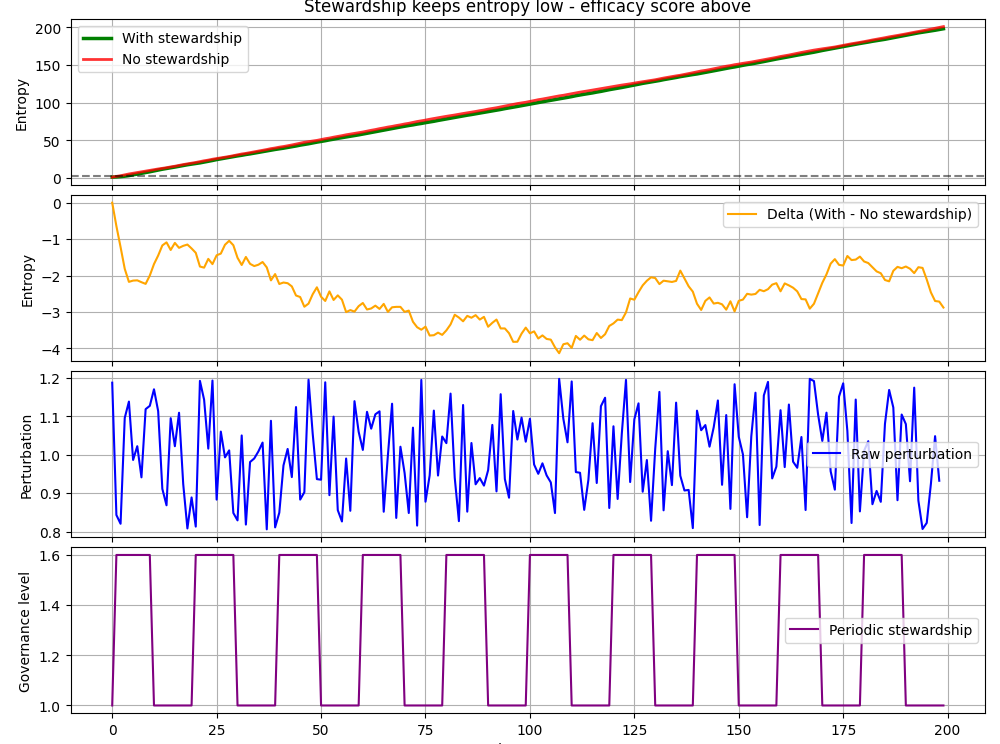 Stewardship keeps entropy low - efficacy score above
With stewardship
No stewardship
Entropy
200
150
100
50
0
Delta (With - No stewardship)
Entropy
0
−1
−2
−3
−4
Raw perturbation
Perturbation
1.2
1.1
1.0
0.9
0.8
Periodic stewardship
Governance level
1.6
1.4
1.2
1.0
0
25
50
75
100
125
150
175
200